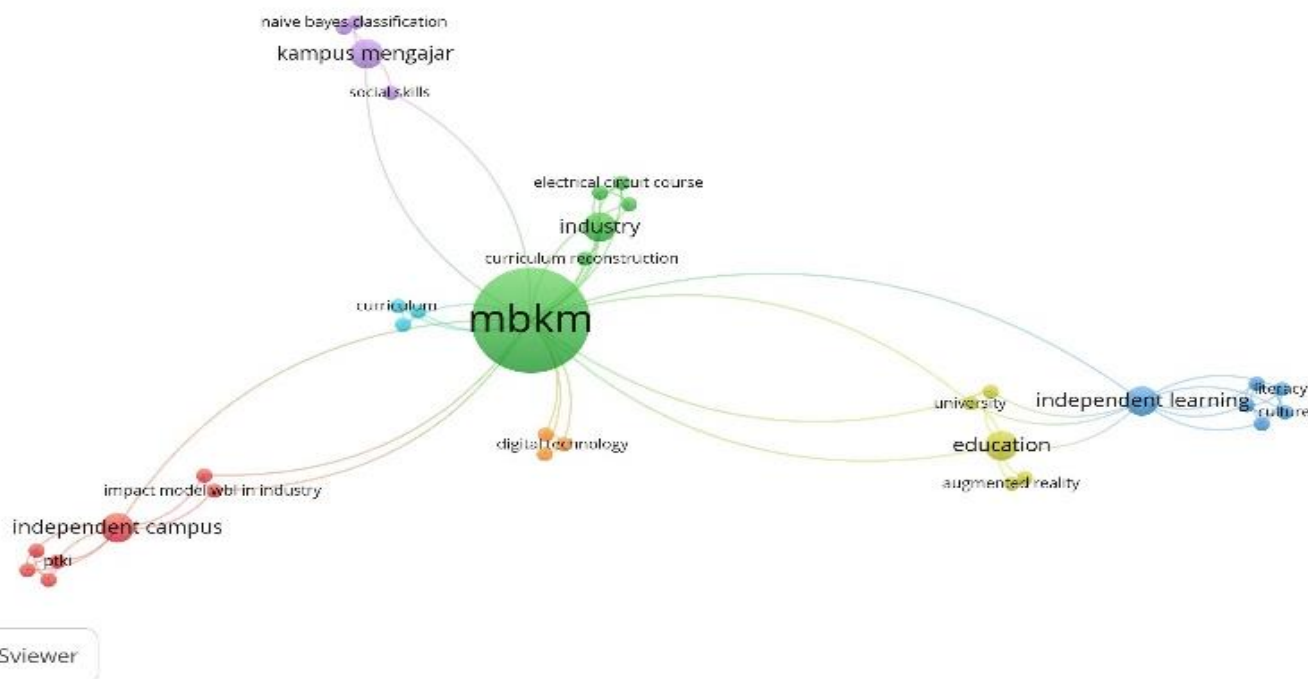 naive bayes classification
kampus mengajar
social skills
electrical circuit course
industry
curriculum reconstruction
curriculum
mbkm
literacy
independent learning
university
culture
digital technology
education
augmented reality
impact model wbl in industry
independent campus
ptki
Sviewer